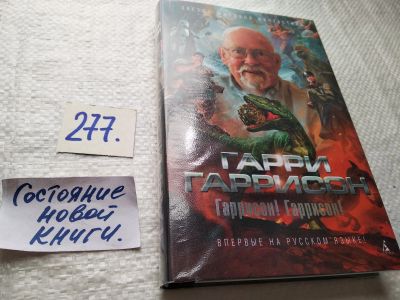 277.
Состояние
новой
книги.
ГАРРИ
ГАРРИСОН
Гаррисон! Гаррисон!
ВПЕРВЫЕ НА РУССКОМ ЯЗЫКЕ!